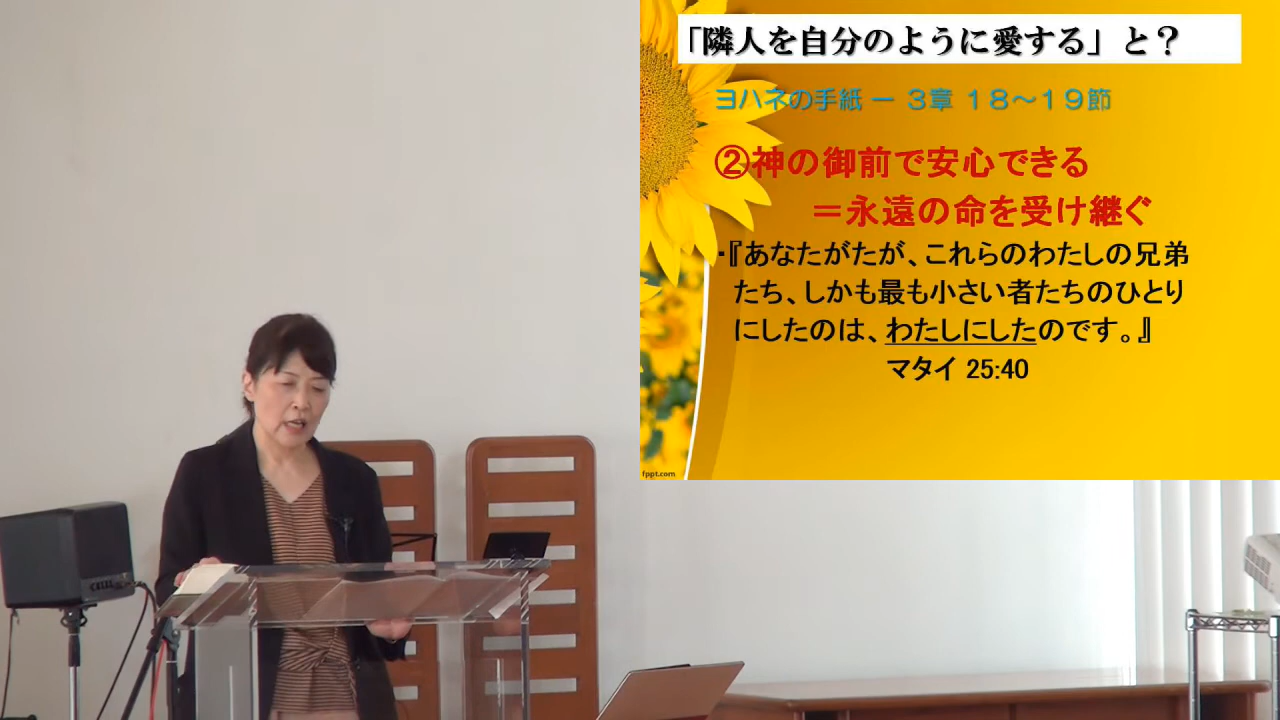 「隣人を自分のように愛する」と？
ヨハネの手紙 ー ３章 １８～１９節
②神の御前で安心できる
＝永遠の命を受け継ぐ
・『あなたがたが、これらのわたしの兄弟
たち、しかも最も小さい者たちのひとり
にしたのは、わたしにしたのです。』
マタイ 25:40
fppt.com